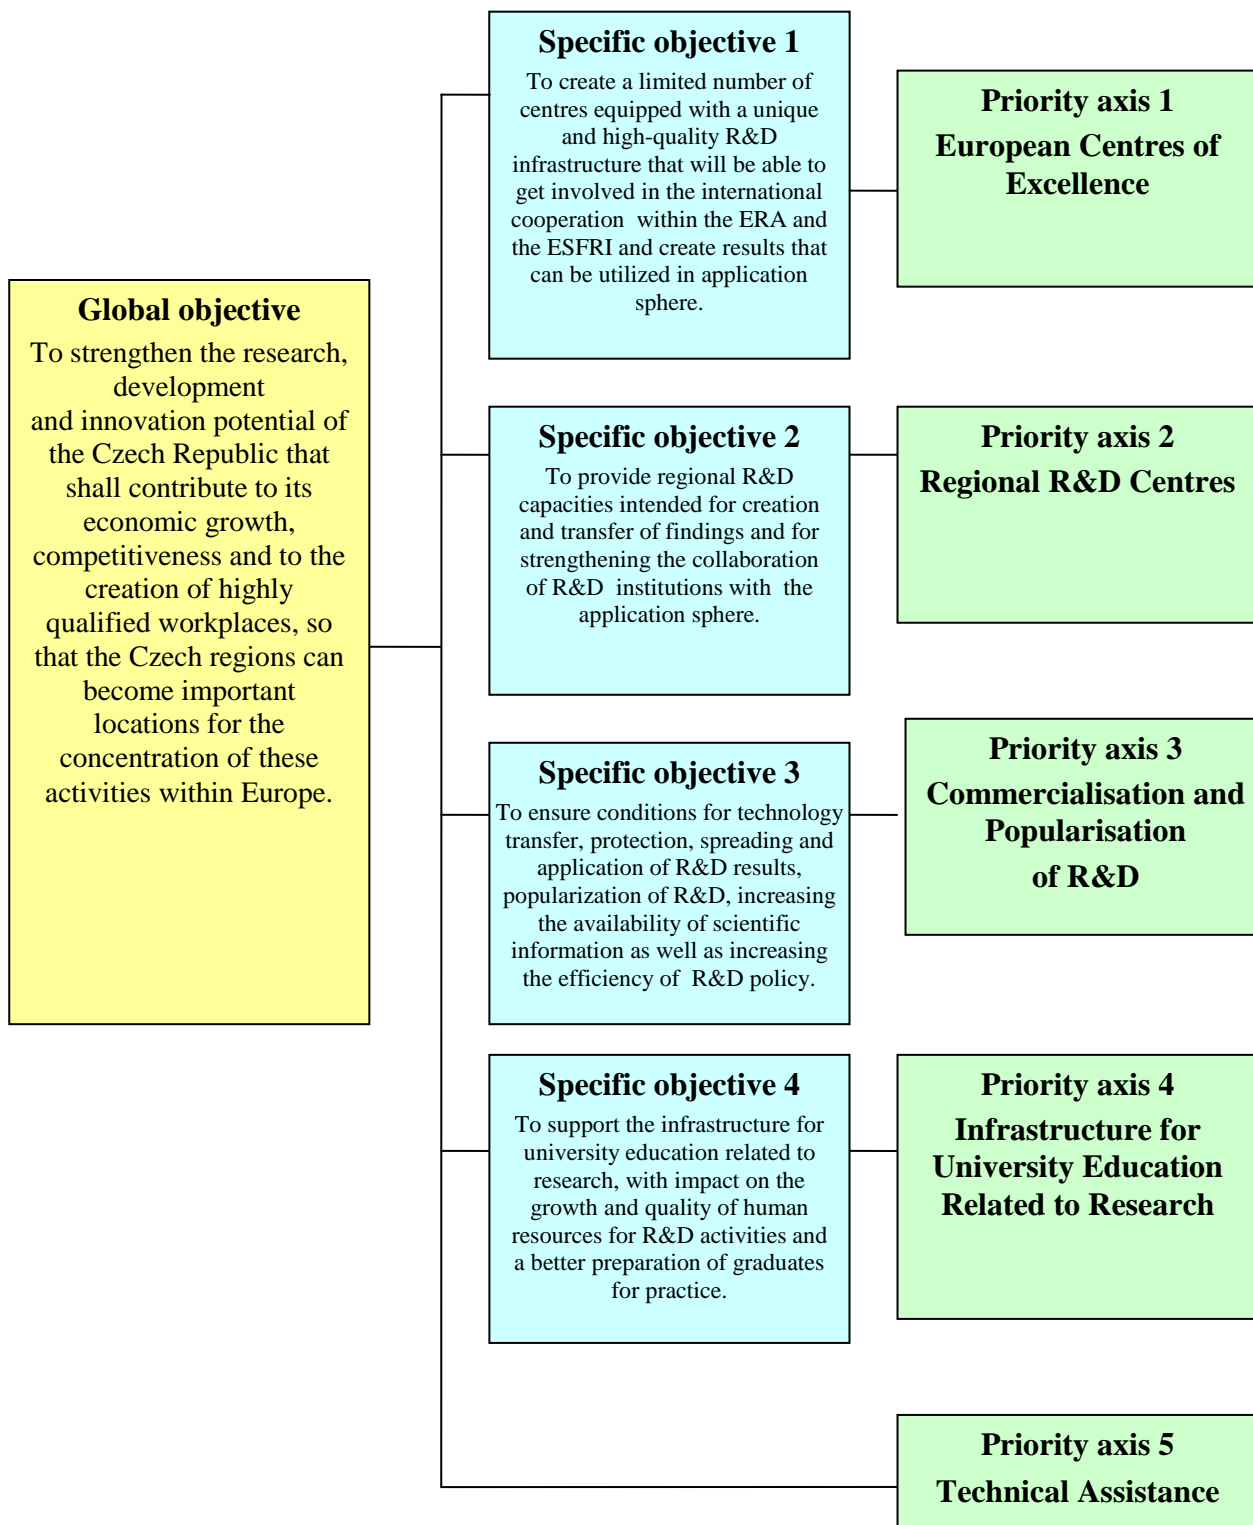 Global objective
To strengthen the research,
development
and innovation potential of
the Czech Republic that
shall contribute to its
economic growth,
competitiveness and to the
creation of highly
qualified workplaces, so
that the Czech regions can
become important
locations for the
concentration of these
activities within Europe.
Specific objective 1
To create a limited number of
centres equipped with a unique
and high-quality R&D
infrastructure that will be able to
get involved in the international
cooperation within the ERA and
the ESFRI and create results that
can be utilized in application
sphere.
Priority axis 1
European Centres of
Excellence
Specific objective 2
To provide regional R&D
capacities intended for creation
and transfer of findings and for
strengthening the collaboration
of R&D institutions with the
application sphere.
Priority axis 2
Regional R&D Centres
Specific objective 3
To ensure conditions for technology
transfer, protection, spreading and
application of R&D results,
popularization of R&D, increasing
the availability of scientific
information as well as increasing
the efficiency of R&D policy.
Priority axis 3
Commercialisation and
Popularisation
of R&D
Specific objective 4
To support the infrastructure for
university education related to
research, with impact on the
growth and quality of human
resources for R&D activities and
a better preparation of graduates
for practice.
Priority axis 4
Infrastructure for
University Education
Related to Research
Priority axis 5
Technical Assistance